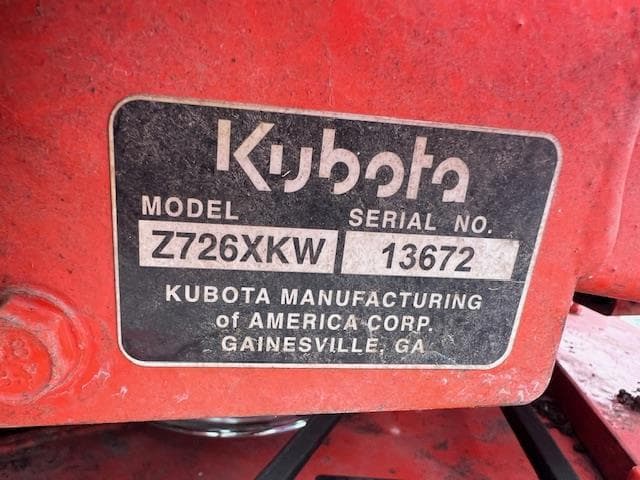 Kubota
MODEL SERIAL NO.
Z726XKW 13672
KUBOTA MANUFACTURING
of AMERICA CORP.
GAINESVILLE, GA